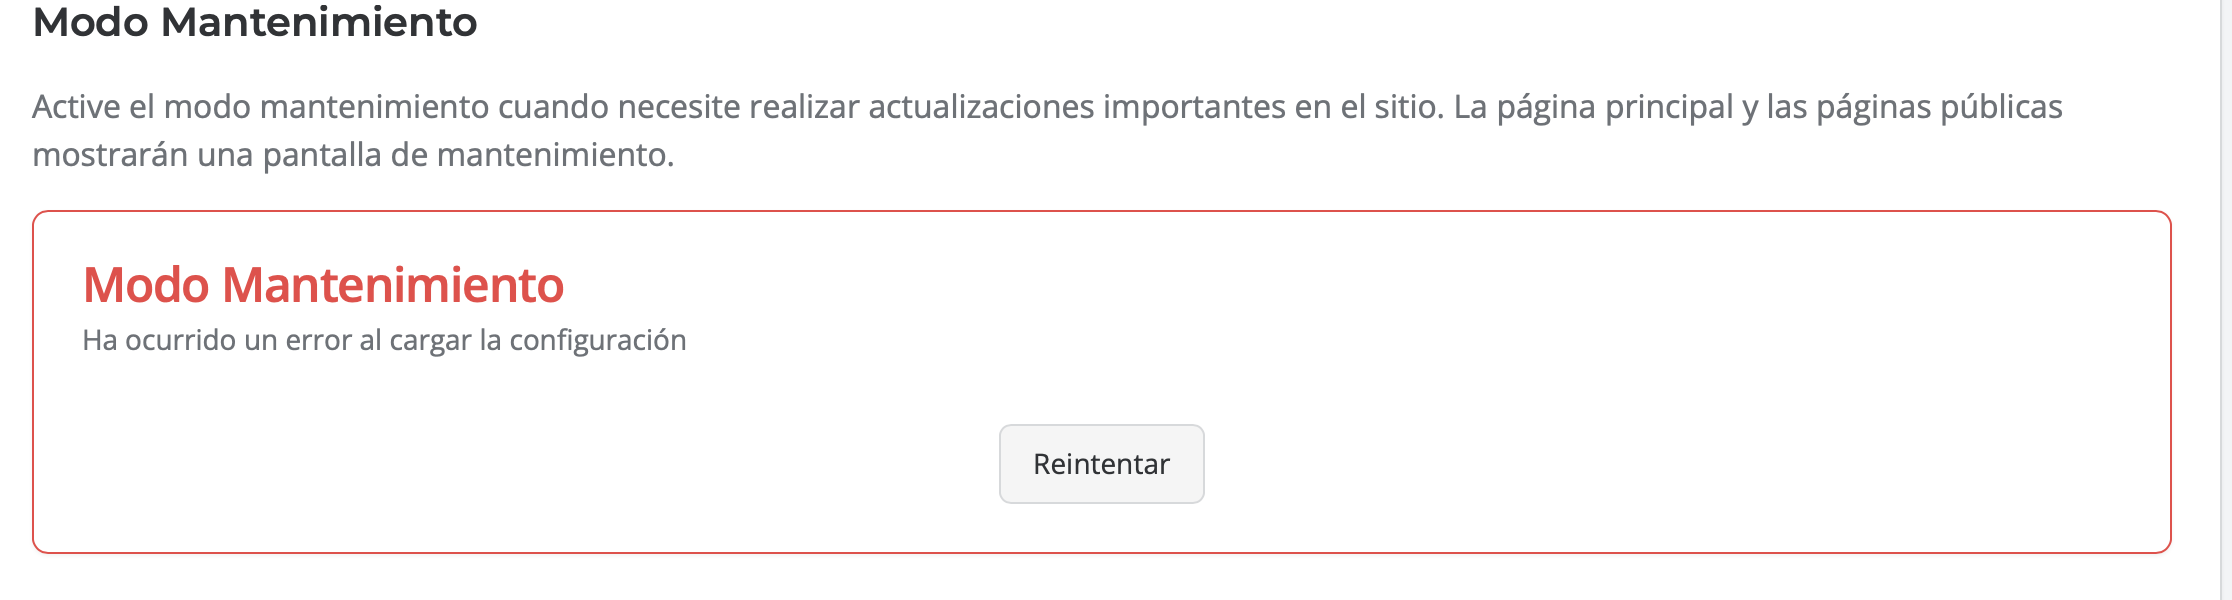 Modo Mantenimiento
Active el modo mantenimiento cuando necesite realizar actualizaciones importantes en el sitio. La página principal y las páginas públicas
mostrarán una pantalla de mantenimiento.
Modo Mantenimiento
Ha ocurrido un error al cargar la configuración
Reintentar